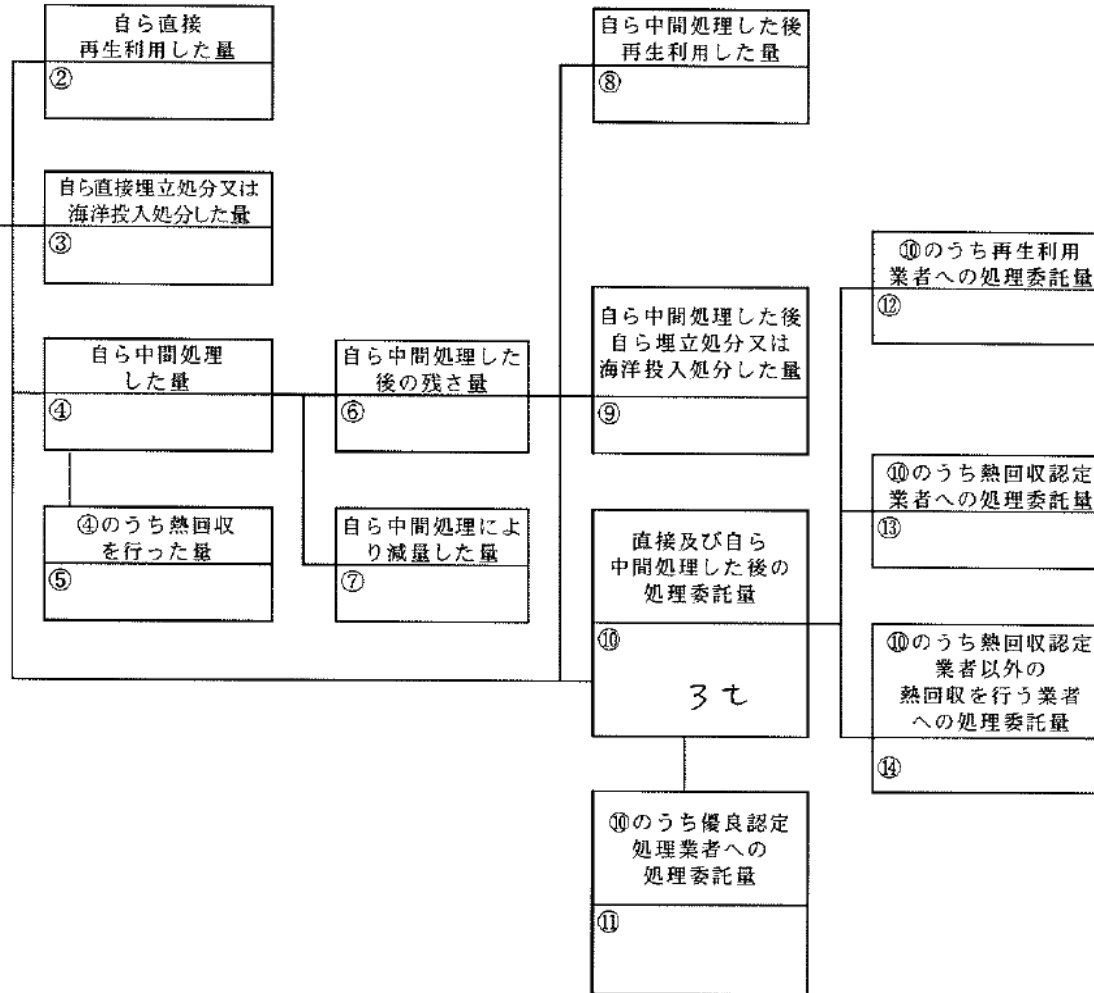 自ら直接
再生利用した量
②
自ら直接埋立処分又は
海洋投入処分した量
③
自ら中間処理
した量
④
④のうち熱回収
を行った量
⑤
自ら中間処理した
後の残さ量
⑥
自ら中間処理によ
り減量した量
⑦
自ら中間処理した後
再生利用した量
⑧
自ら中間処理した後
自ら埋立処分又は
海洋投入処分した量
⑨
直接及び自ら
中間処理した後の
処理委託量
⑩
3t
⑩のうち優良認定
処理業者への
処理委託量
⑪
⑩のうち再生利用
業者への処理委託量
⑫
⑩のうち熱回収認定
業者への処理委託量
⑬
⑩のうち熱回収認定
業者以外の
熱回収を行う業者
への処理委託量
⑭